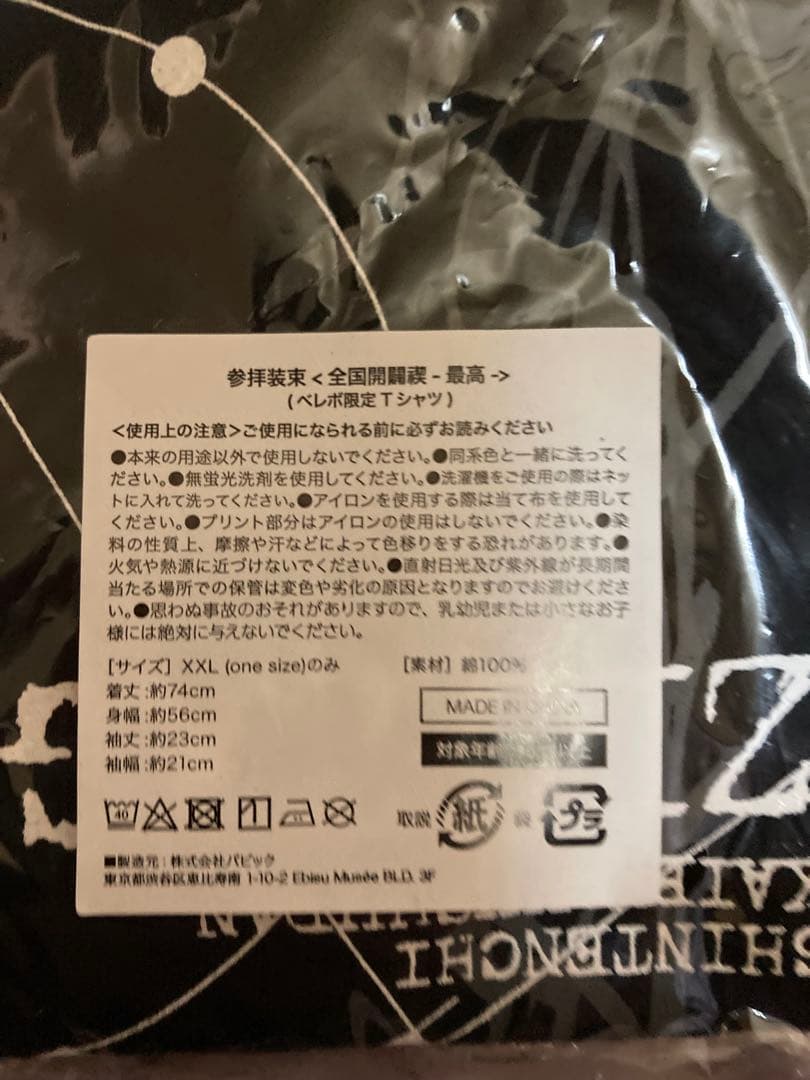 参拝装束 < 全国開闢禊 - 最高 ->
(ベレボ限定Tシャツ)
<使用上の注意>ご使用になられる前に必ずお読みください
●本来の用途以外で使用しないでください。●同系色と一緒に洗ってく
ださい。●無蛍光洗剤を使用してください。●洗濯機をご使用の際はネッ
トに入れて洗ってください。●アイロンを使用する際は当て布を使用して
ください。●プリント部分はアイロンの使用はしないでください。●染
料の性質上、摩擦や汗などによって色移りをする恐れがあります。●
火気や熱源に近づけないでください。●直射日光及び紫外線が長期間
当たる場所での保管は変色や劣化の原因となりますのでお避けくださ
い。●思わぬ事故のおそれがありますので、乳幼児または小さなお子
様には絶対に与えないでください。
[サイズ] XXL (one size)のみ
着丈:約74cm
身幅:約56cm
袖丈:約23cm
袖幅:約21cm
[素材] 綿100%
MADE IN
対象年齢
40
取説 紙 袋 プラ
■製造元:株式会社パピック
東京都渋谷区恵比寿南 1-10-2 Ebisu Musée BLD. 3F
SHINTENCHI